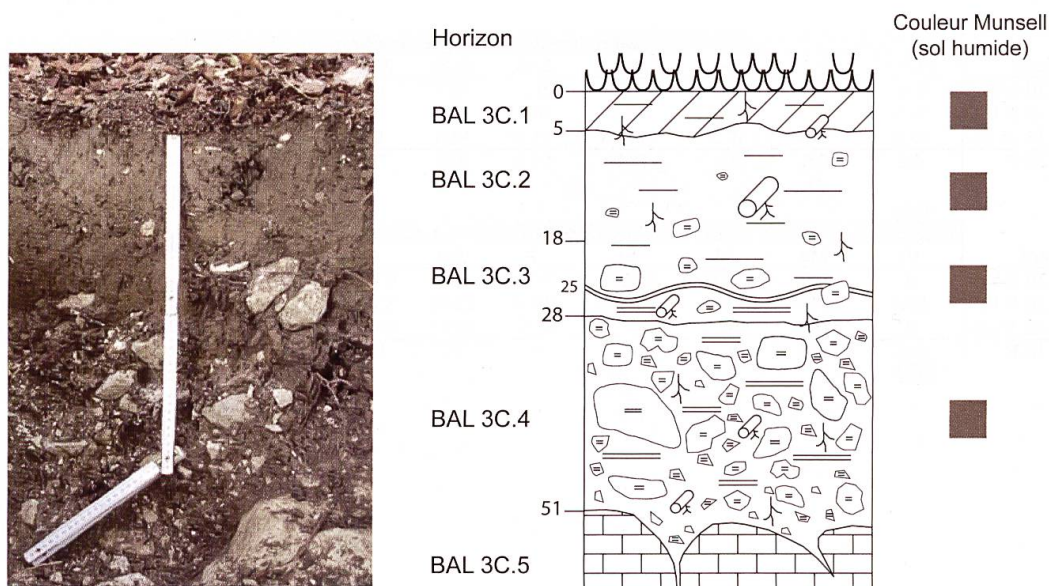 Couleur Munsell
(sol humide)
Horizon
0
BAL 3C.1
5
BAL 3C.2
18
BAL 3C.3
25
28
BAL 3C.4
51
BAL 3C.5